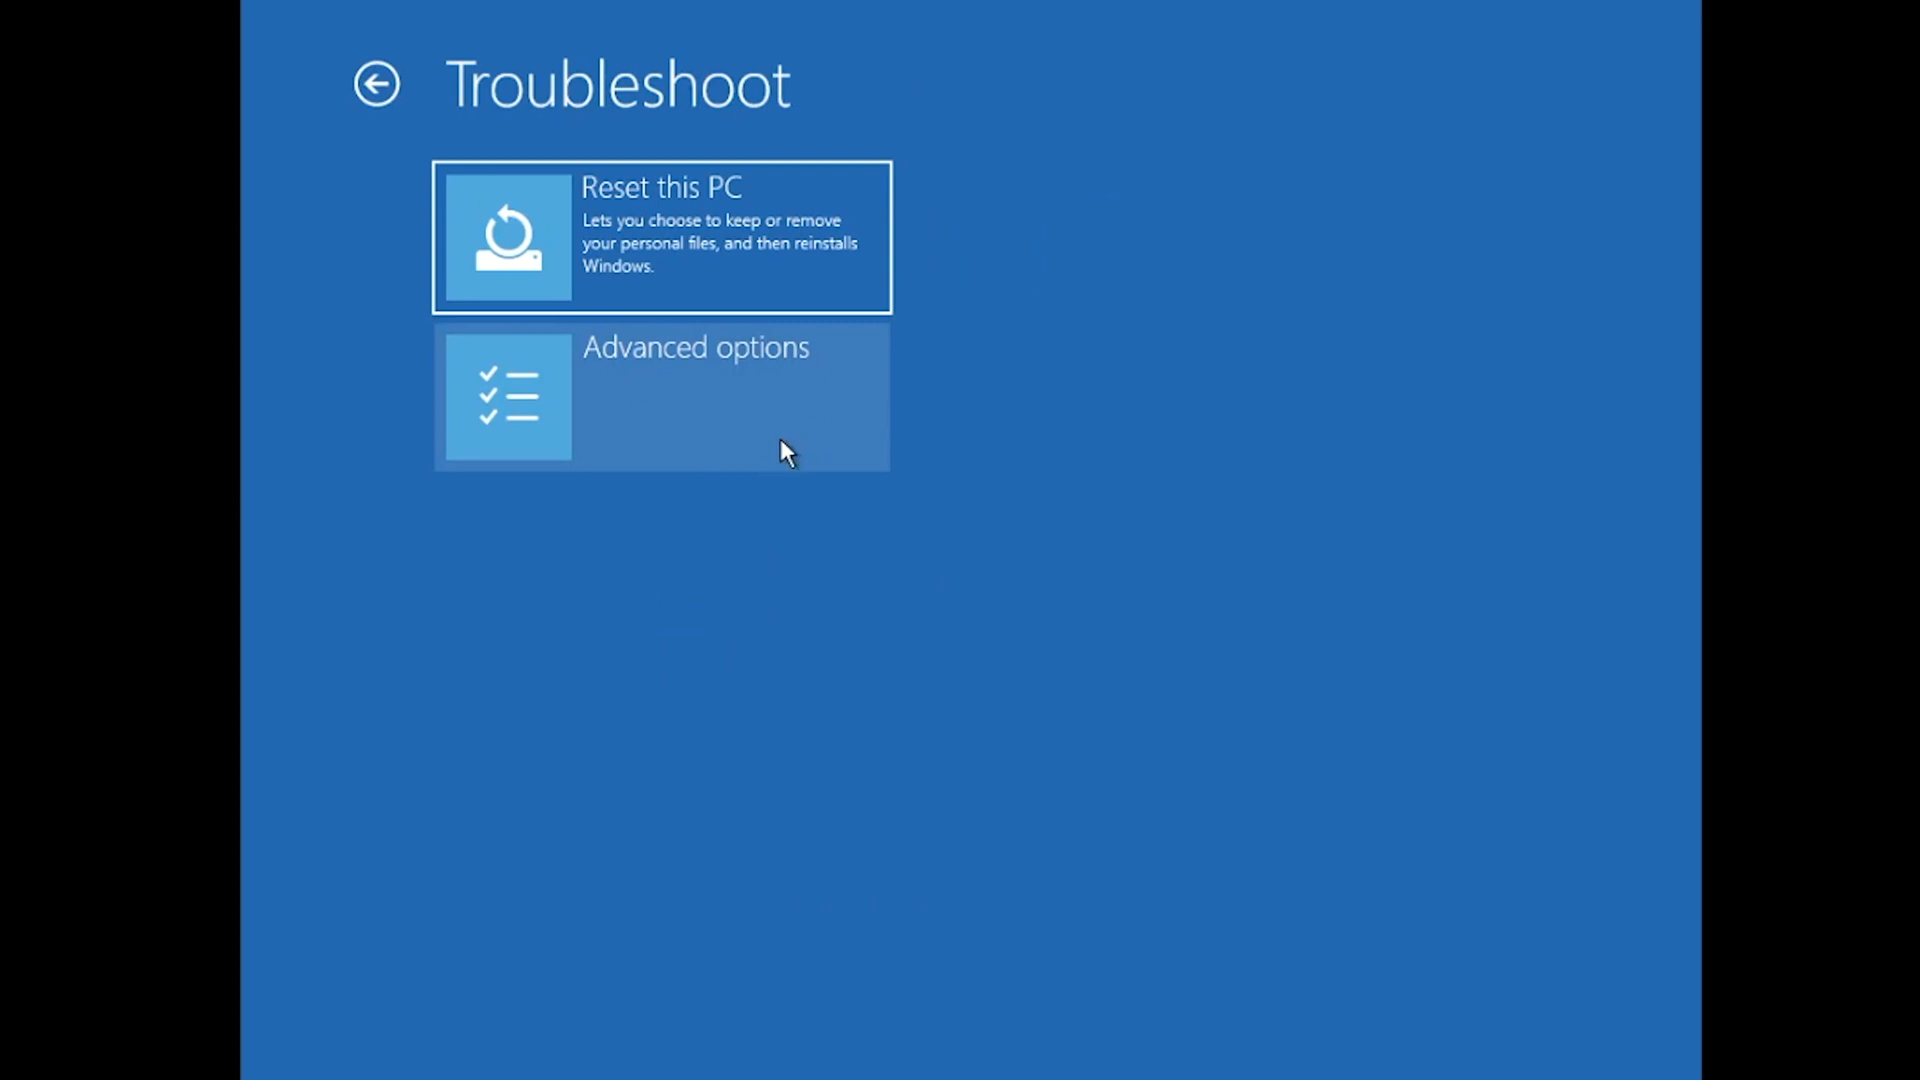 Troubleshoot
Reset this PC
Lets you choose to keep or remove
your personal files, and then reinstalls
Windows.
Advanced options